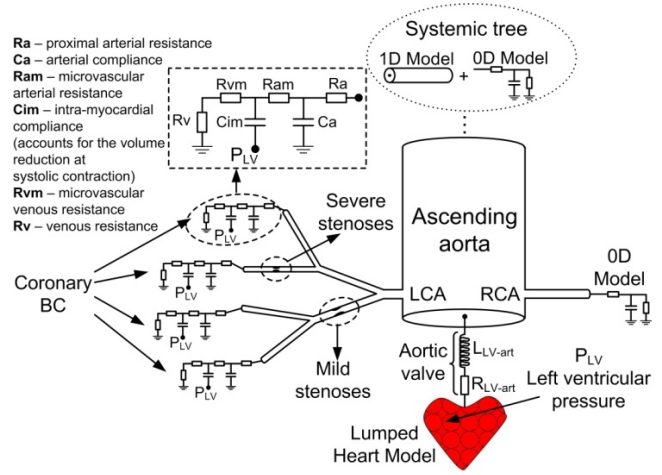 Ra – proximal arterial resistance
Ca – arterial compliance
Ram – microvascular
arterial resistance
Cim – intra-myocardial
compliance
(accounts for the volume
reduction at
systolic contraction)
Rvm – microvascular
venous resistance
Rv – venous resistance
Rvm Ram Ra
Rv Cim Ca
PLV
Systemic tree
1D Model 0D Model
+
Severe
stenoses
Ascending
aorta
LCA RCA
0D
Model
Coronary
BC
PLV
PLV
PLV
PLV
Mild
stenoses
Aortic
valve
LLV-art
RLV-art
PLV
Left ventricular
pressure
Lumped
Heart Model